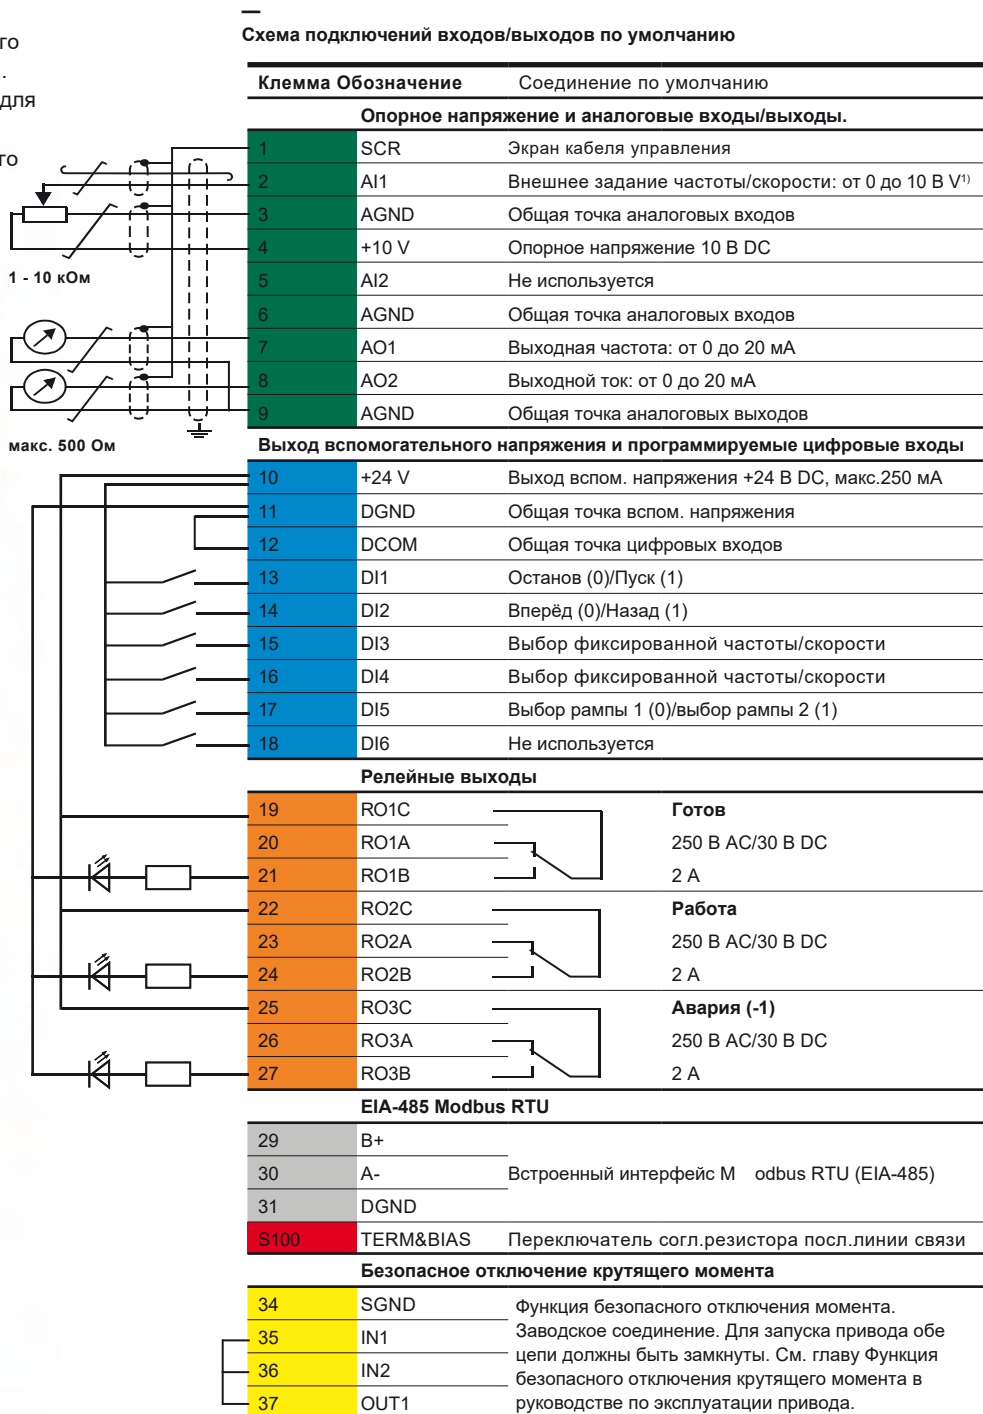 Схема подключений входов/выходов по умолчанию
го
.
для
го
Клемма Обозначение Соединение по умолчанию
Опорное напряжение и аналоговые входы/выходы.
1 SCR Экран кабеля управления
2 AI1 Внешнее задание частоты/скорости: от 0 до 10 В V¹⁾
3 AGND Общая точка аналоговых входов
4 +10 V Опорное напряжение 10 В DC
1 - 10 кОм
5 AI2 Не используется
6 AGND Общая точка аналоговых входов
7 AO1 Выходная частота: от 0 до 20 мА
8 AO2 Выходной ток: от 0 до 20 мА
9 AGND Общая точка аналоговых выходов
макс. 500 Ом
Выход вспомогательного напряжения и программируемые цифровые входы
10 +24 V Выход вспом. напряжения +24 В DC, макс.250 мА
11 DGND Общая точка вспом. напряжения
12 DCOM Общая точка цифровых входов
13 DI1 Останов (0)/Пуск (1)
14 DI2 Вперёд (0)/Назад (1)
15 DI3 Выбор фиксированной частоты/скорости
16 DI4 Выбор фиксированной частоты/скорости
17 DI5 Выбор рампы 1 (0)/выбор рампы 2 (1)
18 DI6 Не используется
Релейные выходы
19 RO1C Готов
20 RO1A 250 В AC/30 В DC
21 RO1B 2 А
22 RO2C Работа
23 RO2A 250 В AC/30 В DC
24 RO2B 2 А
25 RO3C Авария (-1)
26 RO3A 250 В AC/30 В DC
27 RO3B 2 А
EIA-485 Modbus RTU
29 B+
30 A- Встроенный интерфейс M odbus RTU (EIA-485)
31 DGND
S100 TERM&BIAS Переключатель согл.резистора посл.линии связи
Безопасное отключение крутящего момента
34 SGND Функция безопасного отключения момента.
35 IN1 Заводское соединение. Для запуска привода обе
36 IN2 цепи должны быть замкнуты. См. главу Функция
безопасного отключения крутящего момента в
37 OUT1 руководстве по эксплуатации привода.